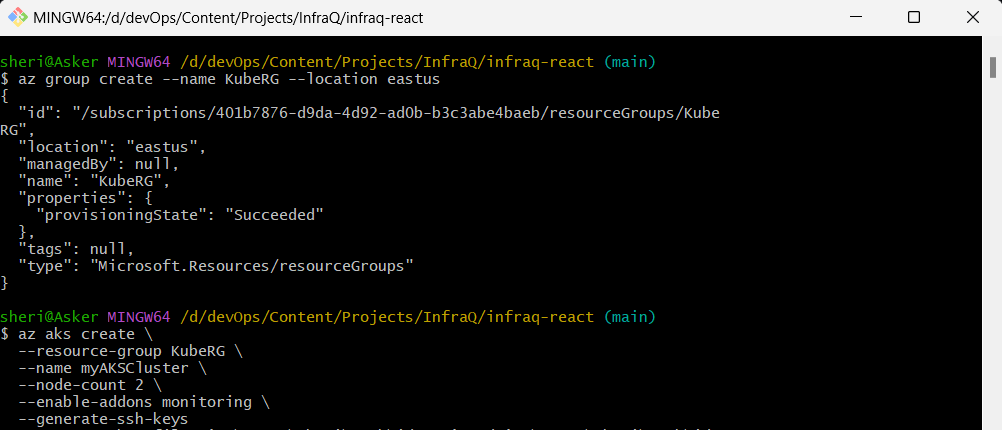 MINGW64:/d/devOps/Content/Projects/InfraQ/infraq-react
sheri@Asker MINGW64 /d/devOps/Content/Projects/InfraQ/infraq-react (main)
$ az group create --name KubeRG --location eastus
{
  "id": "/subscriptions/401b7876-d9da-4d92-ad0b-b3c3abe4baeb/resourceGroups/Kube
RG",
  "location": "eastus",
  "managedBy": null,
  "name": "KubeRG",
  "properties": {
    "provisioningState": "Succeeded"
  },
  "tags": null,
  "type": "Microsoft.Resources/resourceGroups"
}
sheri@Asker MINGW64 /d/devOps/Content/Projects/InfraQ/infraq-react (main)
$ az aks create \
  --resource-group KubeRG \
  --name myAKSCluster \
  --node-count 2 \
  --enable-addons monitoring \
  --generate-ssh-keys